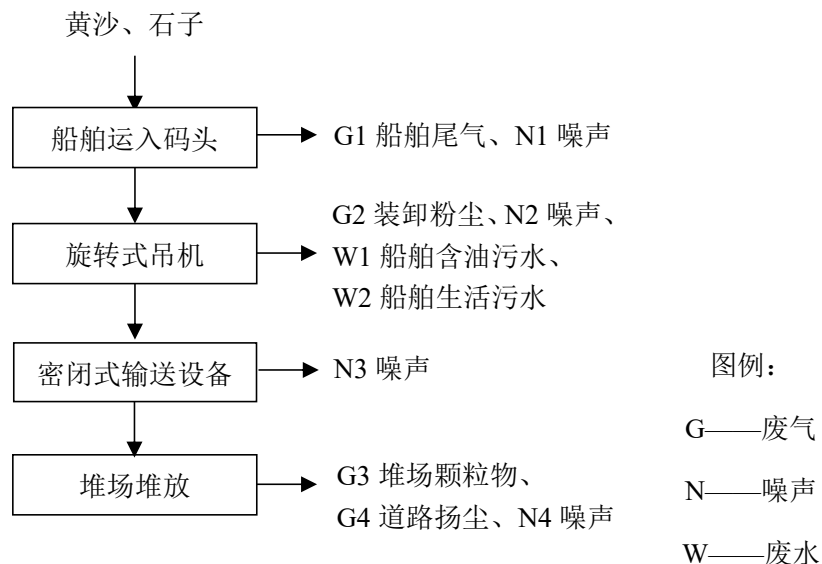 黄沙、石子
船舶运入码头
G1 船舶尾气、N1 噪声
旋转式吊机
G2 装卸粉尘、N2 噪声、
W1 船舶含油污水、
W2 船舶生活污水
密闭式输送设备
N3 噪声
堆场堆放
G3 堆场颗粒物、
G4 道路扬尘、N4 噪声
图例：
G——废气
N——噪声
W——废水